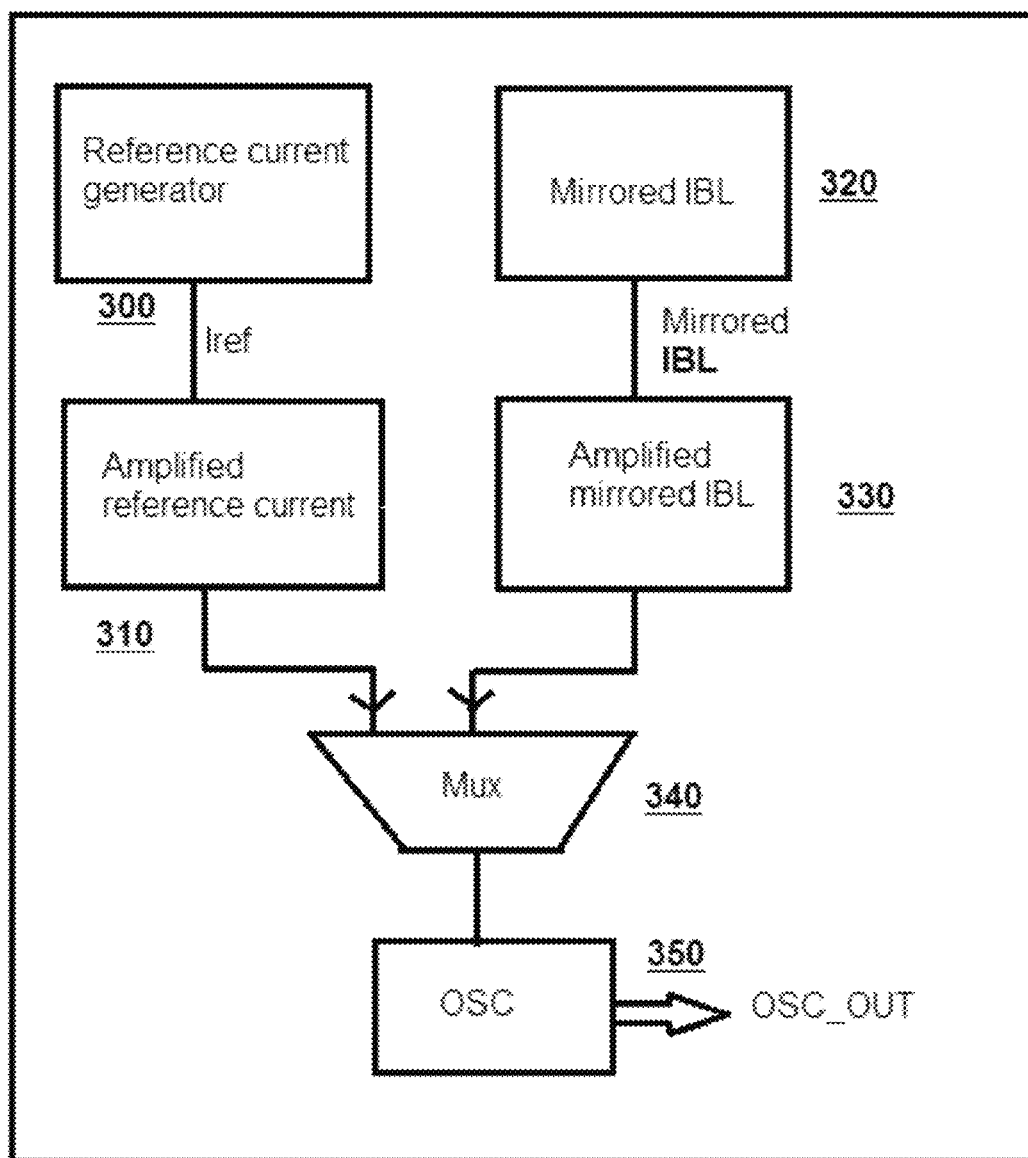 Reference current
generator
300
Iref
Amplified
reference current
310
Mirrored IBL
320
Mirrored
IBL
Amplified
mirrored IBL
330
Mux
340
OSC
350
OSC_OUT